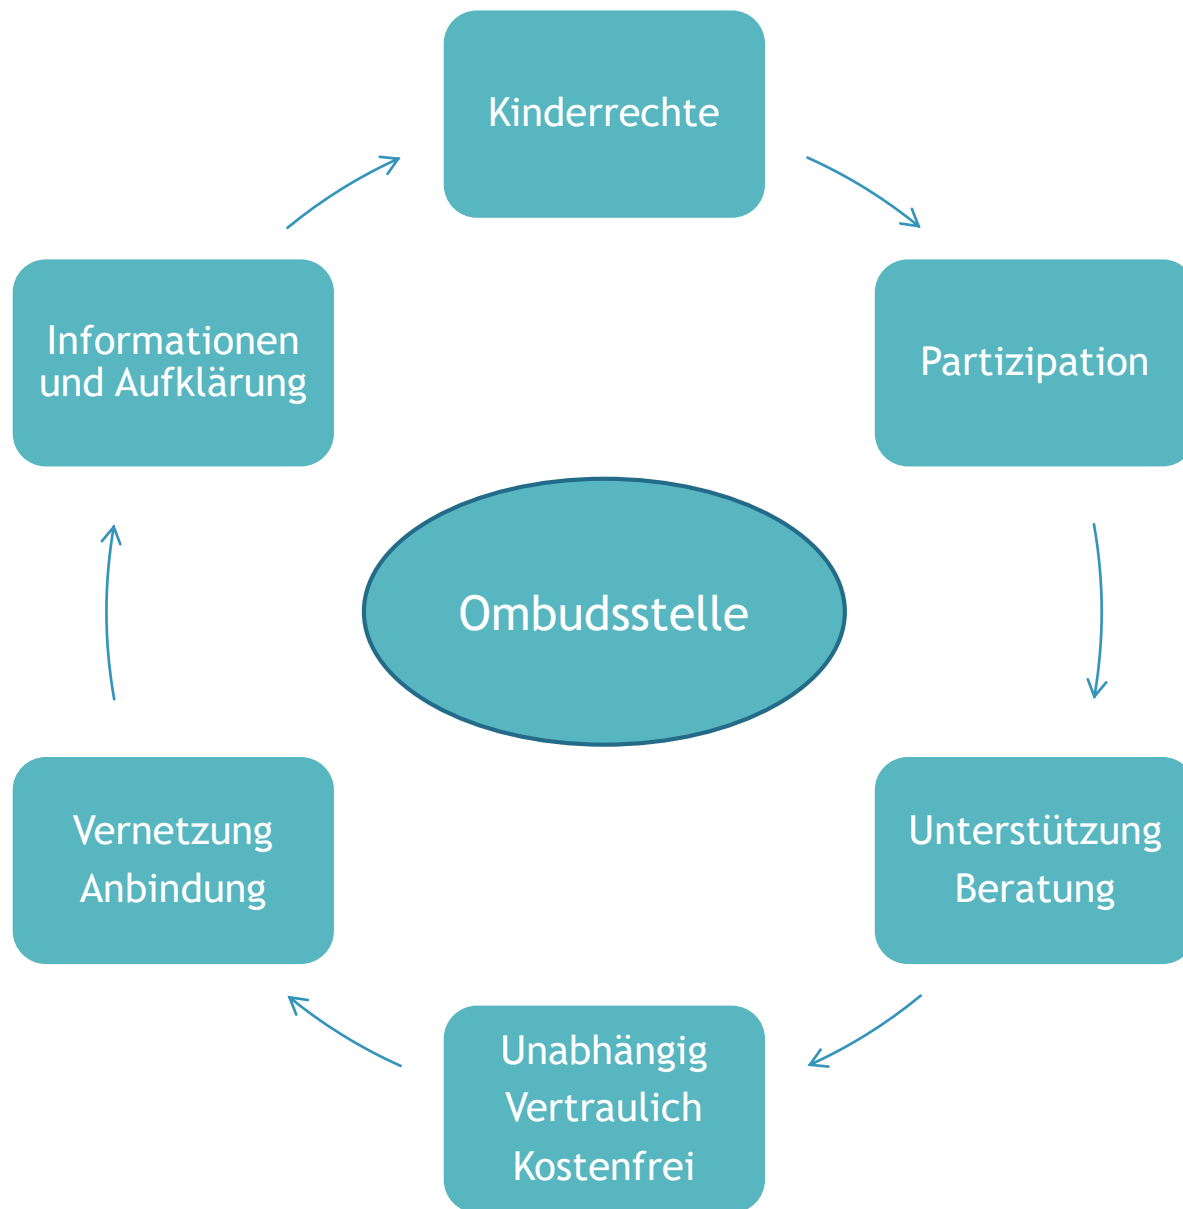 Kinderrechte
Partizipation
Unterstützung
Beratung
Unabhängig
Vertraulich
Kostenfrei
Vernetzung
Anbindung
Informationen
und Aufklärung
Ombudsstelle